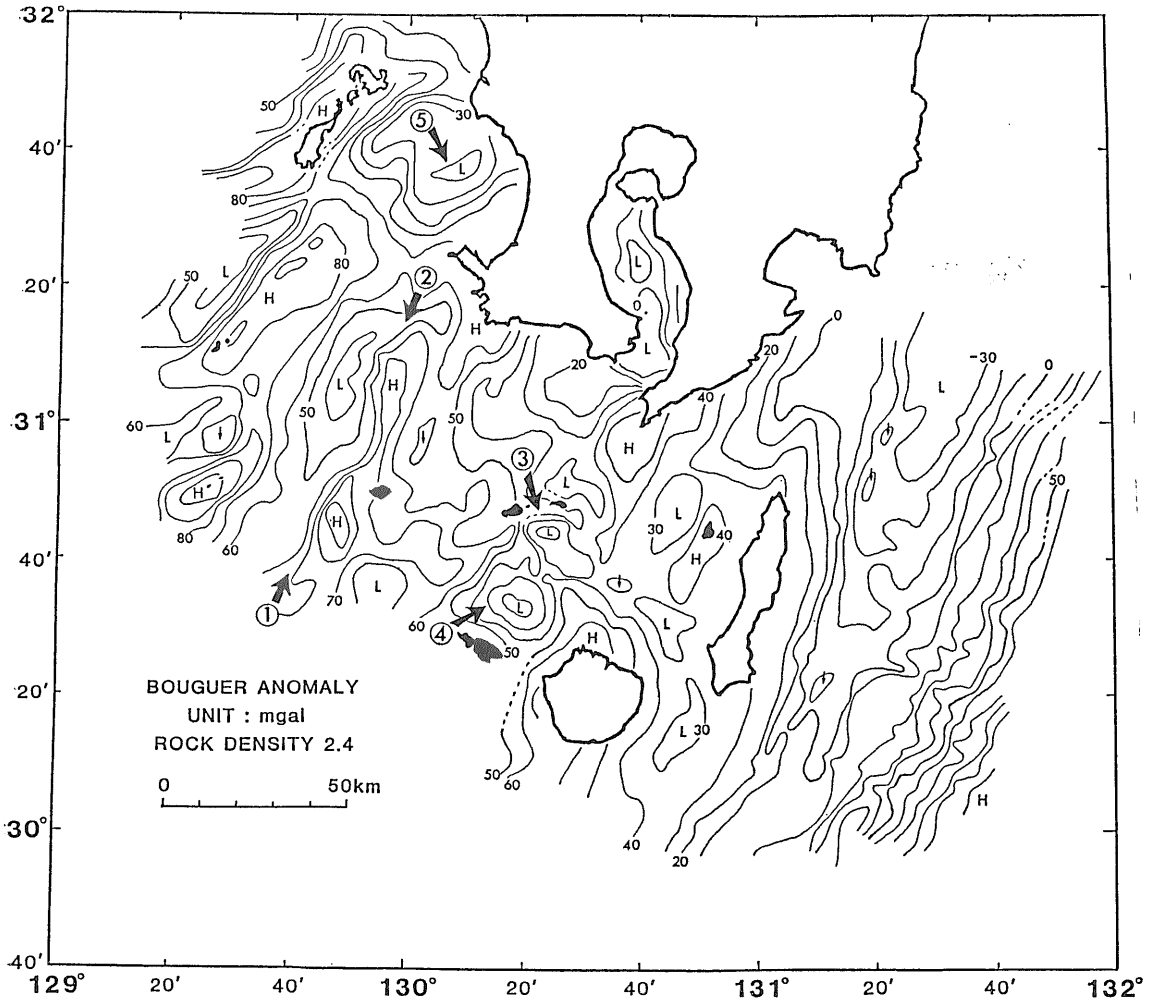 32°
50
H
30
⑤
40′
L
80
50
L
80
②
L
20′
H
0
0
H
L
20
20
-30
0
L
L
H
40
50
50
60
31°
L
H
③
L
50
H
L
30
40
H
L
80
60
H
40′
L
70
①
L
L
60
④
50
H
BOUGUER ANOMALY
UNIT : mgal
ROCK DENSITY 2.4
20′
L
30
0
50km
50
60
H
30°
40
20
40′
129°
20′
40′
130°
20′
40′
131°
20′
40′
132°